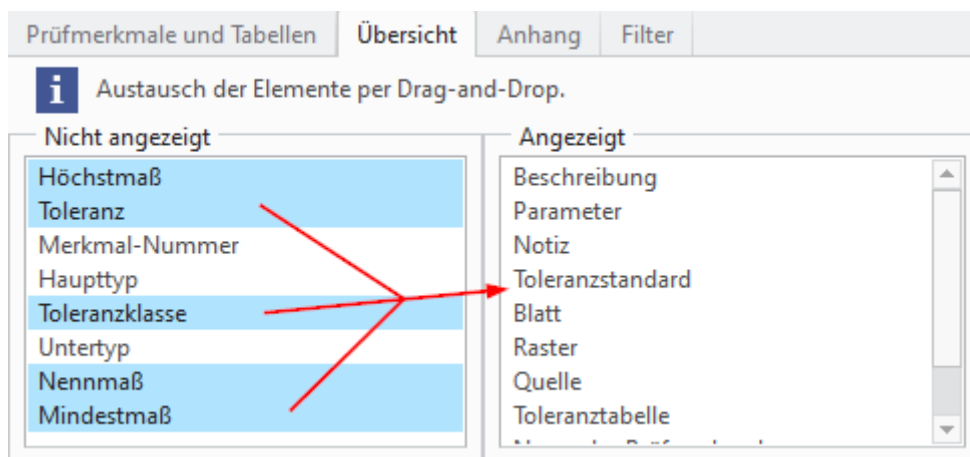 Prüfmerkmale und Tabellen Übersicht Anhang Filter
i Austausch der Elemente per Drag-and-Drop.
Nicht angezeigt
Höchstmaß
Toleranz
Merkmal-Nummer
Haupttyp
Toleranzklasse
Untertyp
Nennmaß
Mindestmaß
Angezeigt
Beschreibung
Parameter
Notiz
Toleranzstandard
Blatt
Raster
Quelle
Toleranztabelle